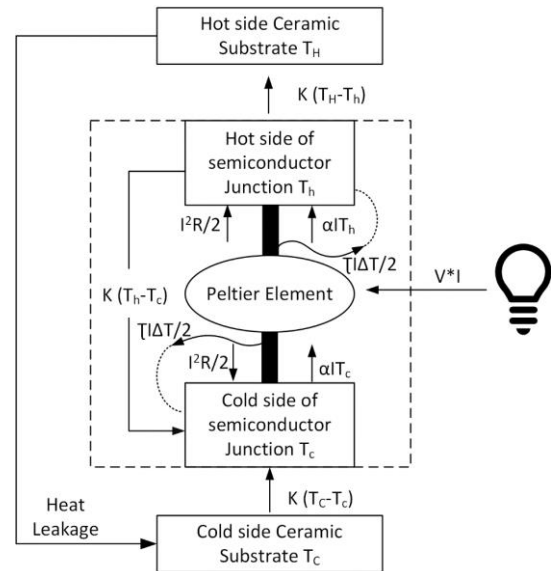 Hot side Ceramic
Substrate T_H
K (T_H-T_h)
Hot side of
semiconductor
Junction T_h
I²R/2
αIT_h
ƮIΔT/2
K (T_h-T_c)
Peltier Element
V*I
ƮIΔT/2
I²R/2
αIT_c
Cold side of
semiconductor
Junction T_c
K (T_C-T_c)
Heat
Leakage
Cold side Ceramic
Substrate T_C